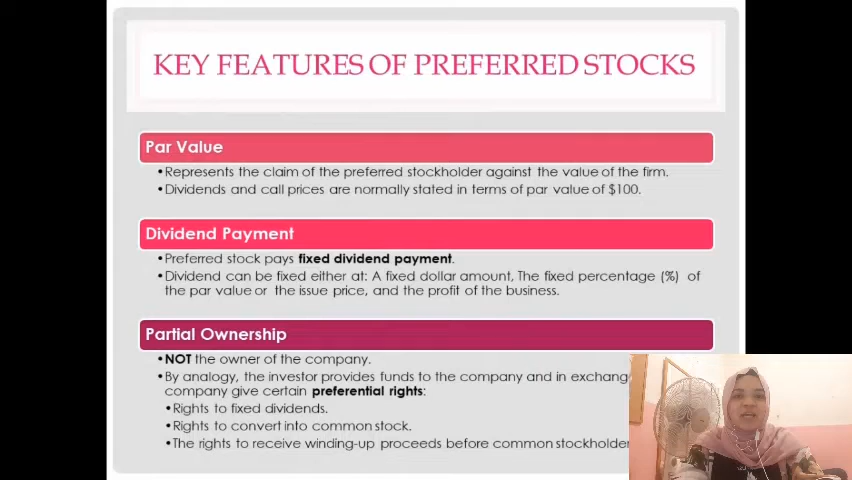 KEY FEATURES OF PREFERRED STOCKS
Par Value
•Represents the claim of the preferred stockholder against the value of the firm.
•Dividends and call prices are normally stated in terms of par value of $100.
Dividend Payment
•Preferred stock pays fixed dividend payment.
•Dividend can be fixed either at: A fixed dollar amount, The fixed percentage (%) of
the par value or the issue price, and the profit of the business.
Partial Ownership
•NOT the owner of the company.
•By analogy, the investor provides funds to the company and in
company give certain preferential rights:
•Rights to fixed dividends.
•Rights to convert into common stock.
•The rights to receive winding-up proceeds before common